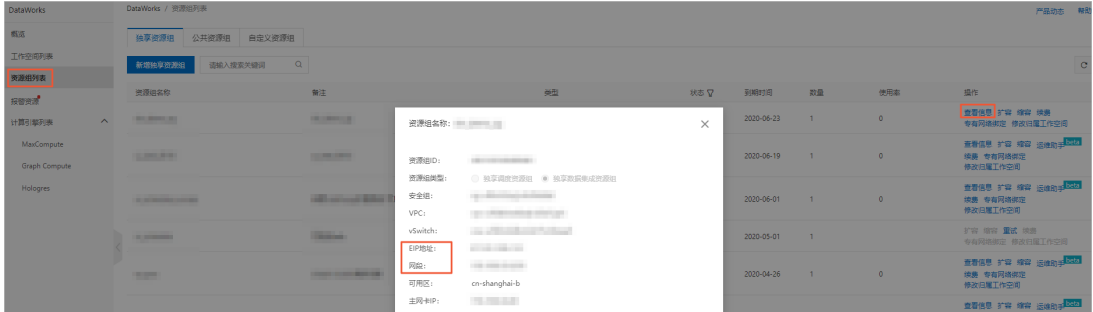 DataWorks
DataWorks / 资源组列表
产品动态 帮助
概览
工作空间列表
资源组列表
报警资源
计算引擎列表
MaxCompute
Graph Compute
Hologres
独享资源组 公共资源组 自定义资源组
新增独享资源组 请输入搜索关键词
资源组名称 备注 类型 状态 到期时间 数量 使用率 操作
2020-06-23 1 0 查看信息 扩容 缩容 续费
专有网络绑定 修改归属工作空间
2020-06-19 1 0 查看信息 扩容 缩容 运维助手 beta
续费 专有网络绑定
修改归属工作空间
2020-06-01 1 0 查看信息 扩容 缩容 运维助手 beta
续费 专有网络绑定
修改归属工作空间
2020-05-01 1 扩容 缩容 重试 续费
专有网络绑定 修改归属工作空间
2020-04-26 1 0 查看信息 扩容 缩容 运维助手 beta
续费 专有网络绑定
修改归属工作空间
查看信息 扩容 缩容 运维助手 beta
资源组名称:
资源组ID:
资源组类型: 独享调度资源组 独享数据集成资源组
安全组:
VPC:
vSwitch:
EIP地址:
网段:
可用区: cn-shanghai-b
主网卡IP: